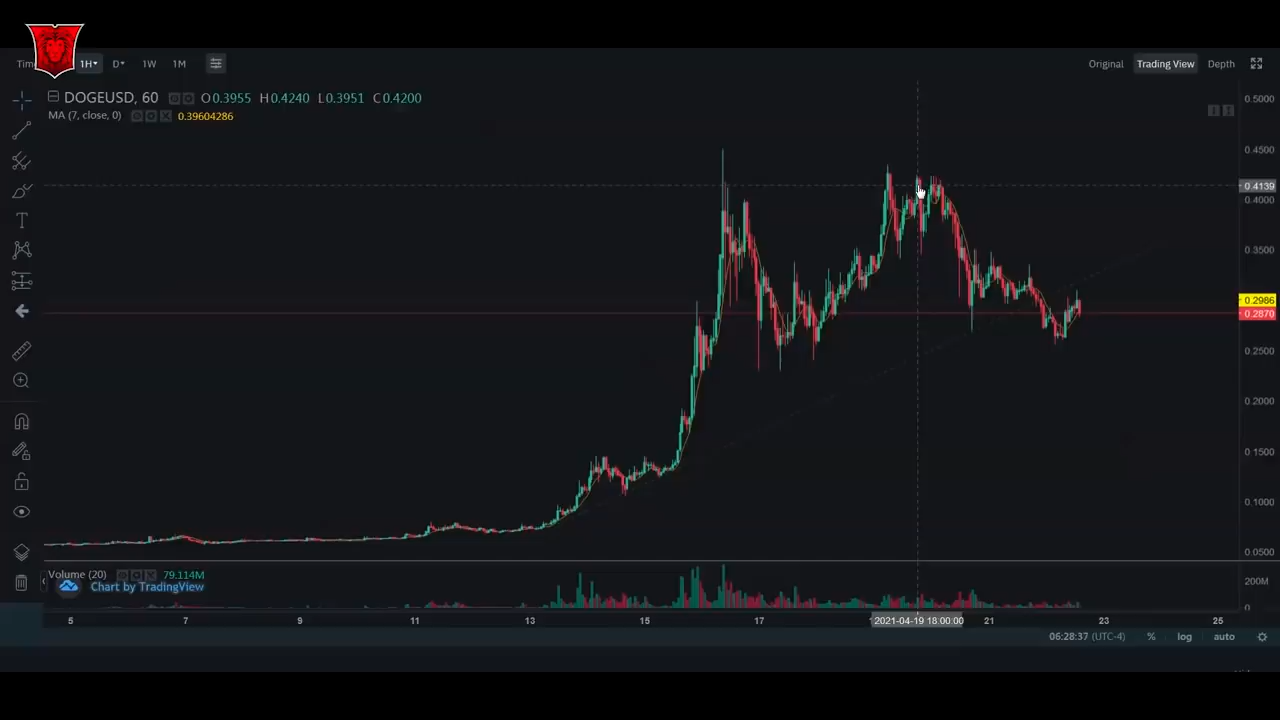 Tim 1H D 1W 1M Original Trading View Depth
DOGEUSD, 60 O0.3955 H0.4240 L0.3951 C0.4200
MA (7, close, 0) 0.39604286
0.5000
0.4500
0.4139
0.4000
0.3500
0.2986
0.2870
0.2500
0.2000
0.1500
0.1000
0.0500
Volume (20) 79.114M
200M
Chart by TradingView
0
5 7 9 11 13 15 17 2021-04-19 18:00:00 21 23 25
06:28:37 (UTC-4) % log auto